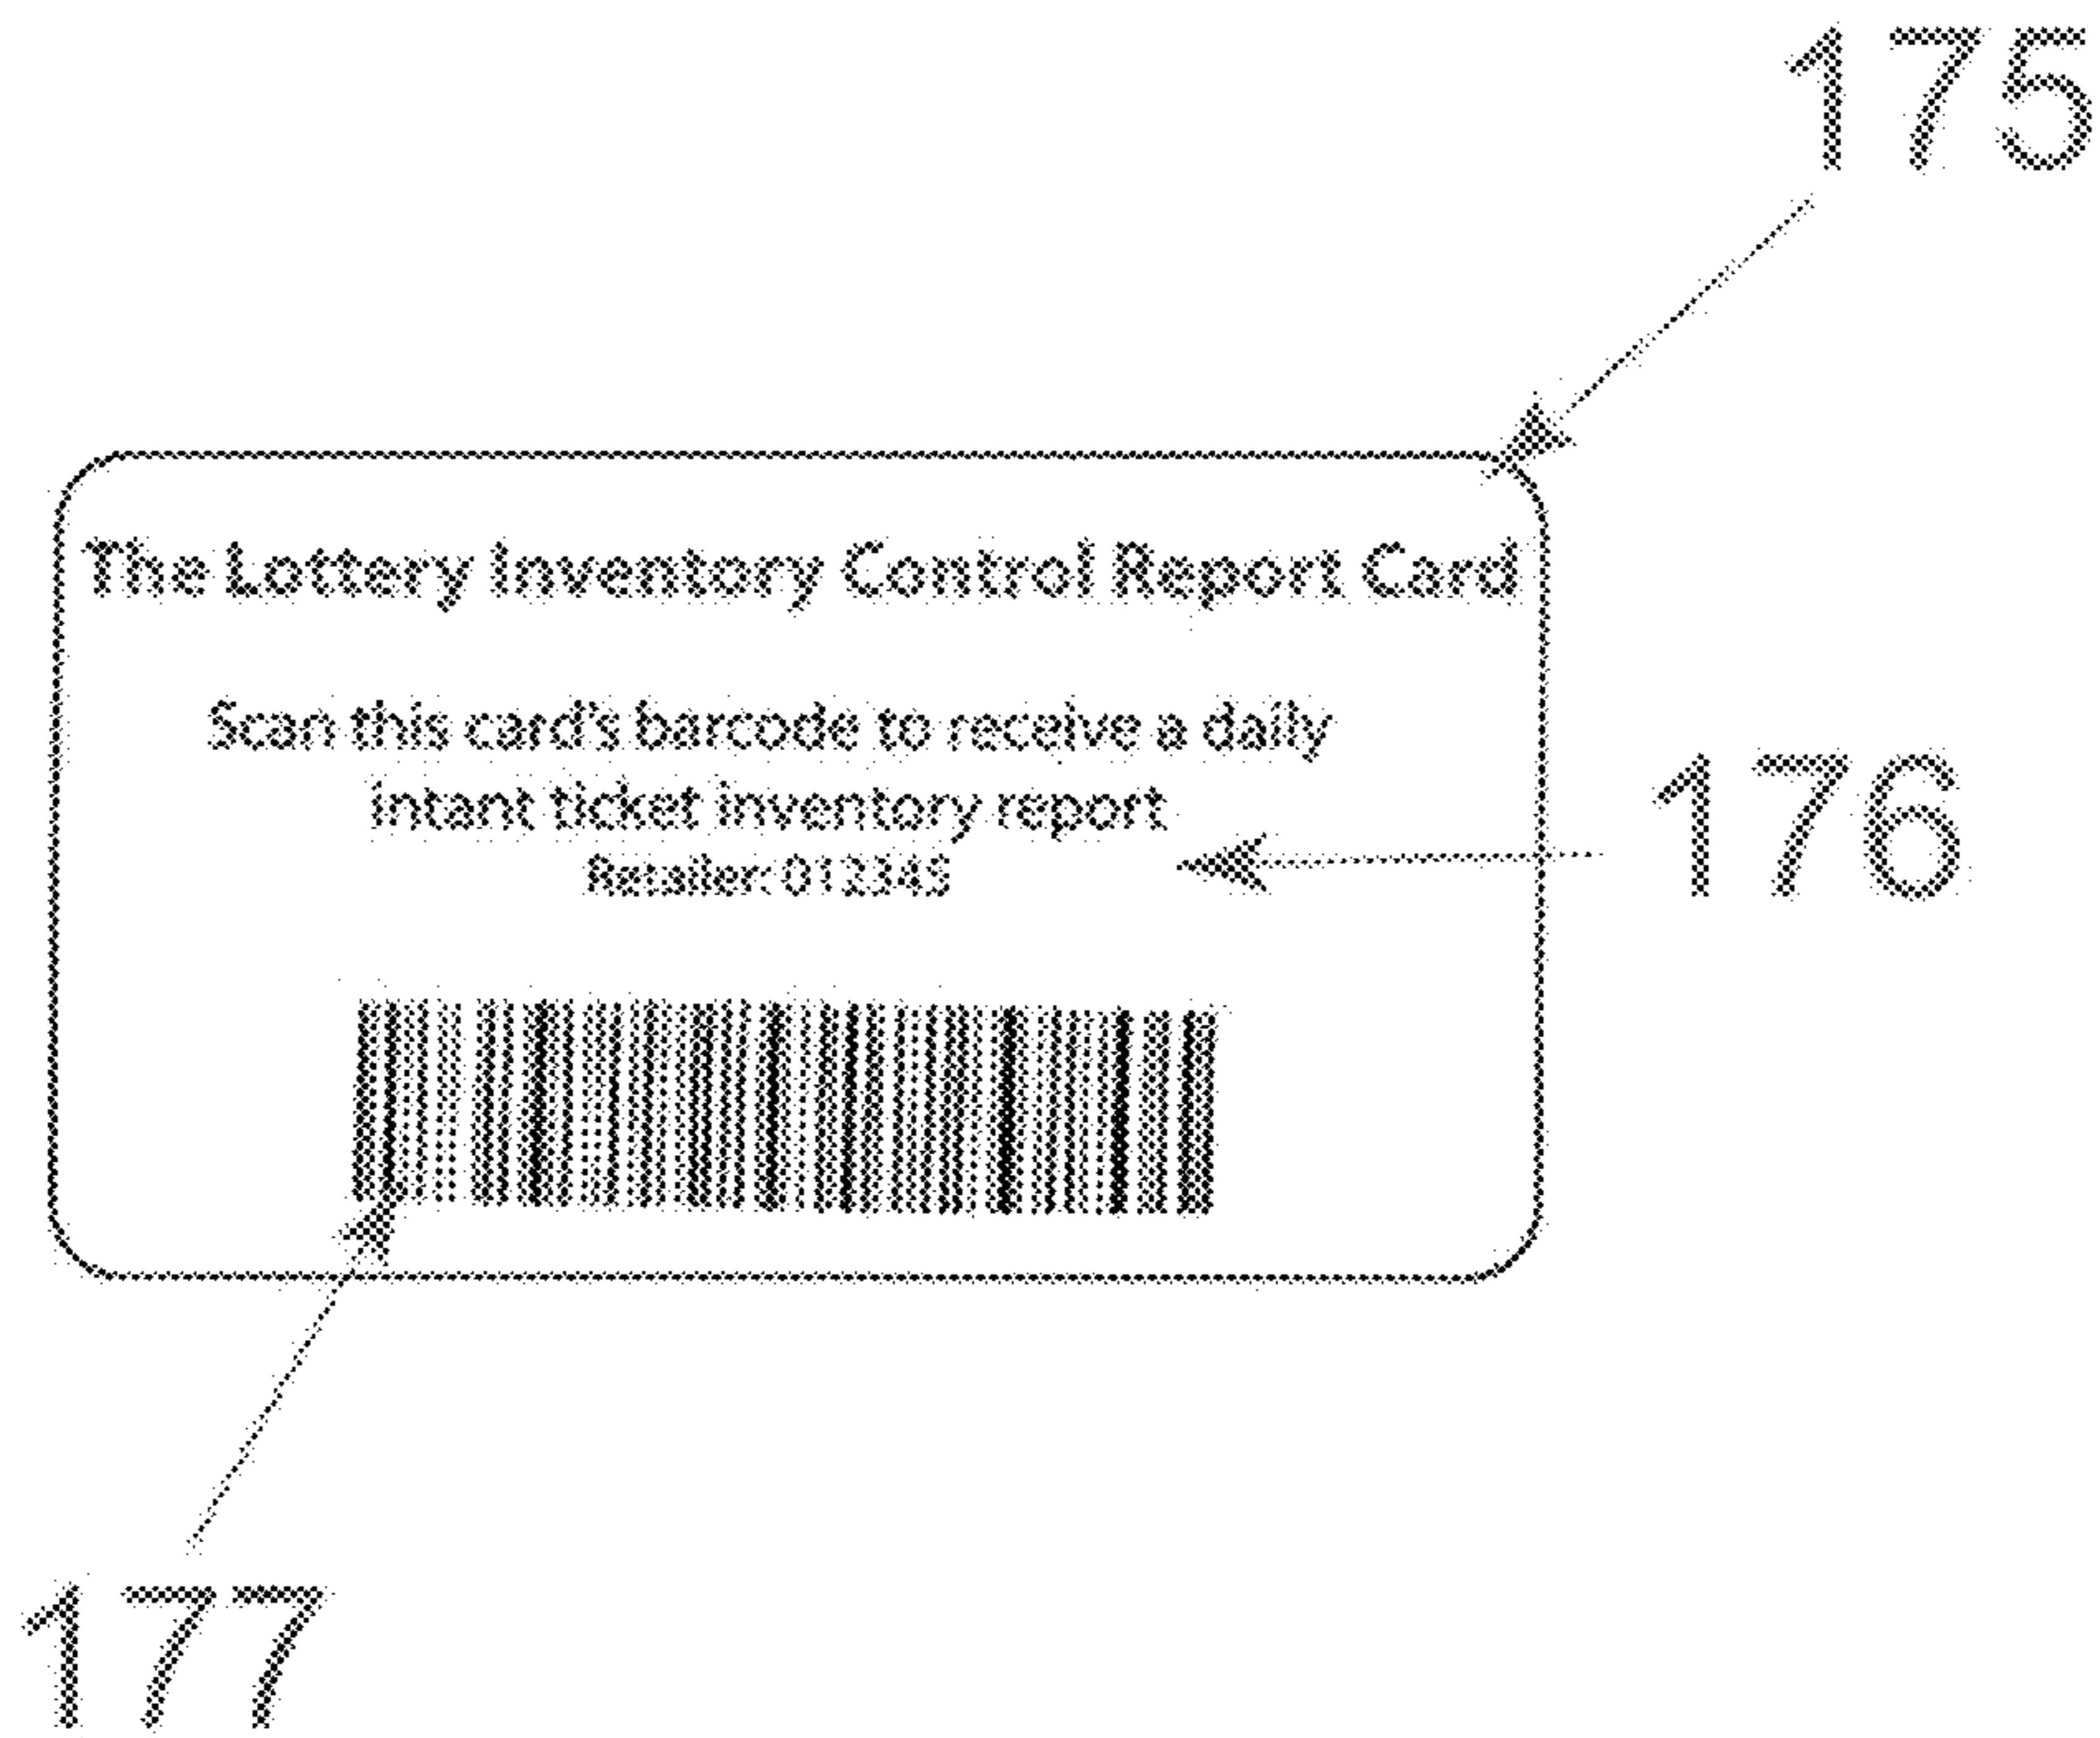 175
The Lottery Inventory Control Report Card
Scan this card's barcode to receive a daily
intant ticket inventory report
Retailer: 012345
176
177